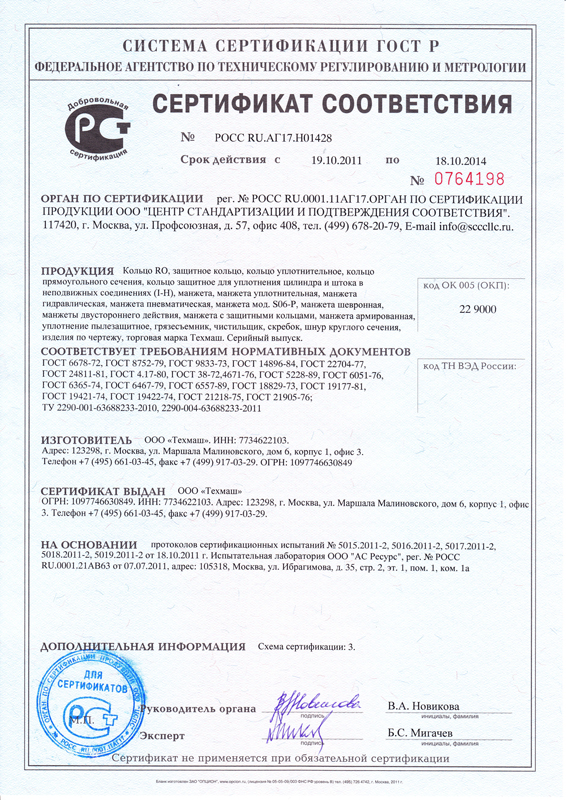 СИСТЕМА СЕРТИФИКАЦИИ ГОСТ Р
ФЕДЕРАЛЬНОЕ АГЕНТСТВО ПО ТЕХНИЧЕСКОМУ РЕГУЛИРОВАНИЮ И МЕТРОЛОГИИ
Добровольная
сертификация
СЕРТИФИКАТ СООТВЕТСТВИЯ
№ РОСС RU.АГ17.Н01428
Срок действия с 19.10.2011 по 18.10.2014
№ 0764198
ОРГАН ПО СЕРТИФИКАЦИИ рег. № РОСС RU.0001.11АГ17.ОРГАН ПО СЕРТИФИКАЦИИ
ПРОДУКЦИИ ООО "ЦЕНТР СТАНДАРТИЗАЦИИ И ПОДТВЕРЖДЕНИЯ СООТВЕТСТВИЯ".
117420, г. Москва, ул. Профсоюзная, д. 57, офис 408, тел. (499) 678-20-79, E-mail info@scccllc.ru.
ПРОДУКЦИЯ Кольцо RO, защитное кольцо, кольцо уплотнительное, кольцо
прямоугольного сечения, кольцо защитное для уплотнения цилиндра и штока в
неподвижных соединениях (I-H), манжета, манжета уплотнительная, манжета
гидравлическая, манжета пневматическая, манжета мод. S06-P, манжета шевронная,
манжеты двустороннего действия, манжета с защитными кольцами, манжета армированная,
уплотнение пылезащитное, грязесъемник, чистильщик, скребок, шнур круглого сечения,
изделия по чертежу, торговая марка Техмаш. Серийный выпуск.
код ОК 005 (ОКП):
22 9000
СООТВЕТСТВУЕТ ТРЕБОВАНИЯМ НОРМАТИВНЫХ ДОКУМЕНТОВ
ГОСТ 6678-72, ГОСТ 8752-79, ГОСТ 9833-73, ГОСТ 14896-84, ГОСТ 22704-77,
ГОСТ 24811-81, ГОСТ 4.17-80, ГОСТ 38-72,4671-76, ГОСТ 5228-89, ГОСТ 6051-76,
ГОСТ 6365-74, ГОСТ 6467-79, ГОСТ 6557-89, ГОСТ 18829-73, ГОСТ 19177-81,
ГОСТ 19421-74, ГОСТ 19422-74, ГОСТ 21218-75, ГОСТ 21905-76;
ТУ 2290-001-63688233-2010, 2290-004-63688233-2011
код ТН ВЭД России:
ИЗГОТОВИТЕЛЬ ООО «Техмаш». ИНН: 7734622103.
Адрес: 123298, г. Москва, ул. Маршала Малиновского, дом 6, корпус 1, офис 3.
Телефон +7 (495) 661-03-45, факс +7 (499) 917-03-29. ОГРН: 1097746630849
СЕРТИФИКАТ ВЫДАН ООО «Техмаш»
ОГРН: 1097746630849. ИНН: 7734622103. Адрес: 123298, г. Москва, ул. Маршала Малиновского, дом 6, корпус 1, офис
3. Телефон +7 (495) 661-03-45, факс +7 (499) 917-03-29.
НА ОСНОВАНИИ протоколов сертификационных испытаний № 5015.2011-2, 5016.2011-2, 5017.2011-2,
5018.2011-2, 5019.2011-2 от 18.10.2011 г. Испытательная лаборатория ООО "АС Ресурс", рег. № РОСС
RU.0001.21АВ63 от 07.07.2011, адрес: 105318, Москва, ул. Ибрагимова, д. 35, стр. 2, эт. 1, пом. 1, ком. 1а
ДОПОЛНИТЕЛЬНАЯ ИНФОРМАЦИЯ Схема сертификации: 3.
ДЛЯ
СЕРТИФИКАТОВ
М.П.
Руководитель органа
подпись
В.А. Новикова
инициалы, фамилия
Эксперт
подпись
Б.С. Мигачев
инициалы, фамилия
Сертификат не применяется при обязательной сертификации